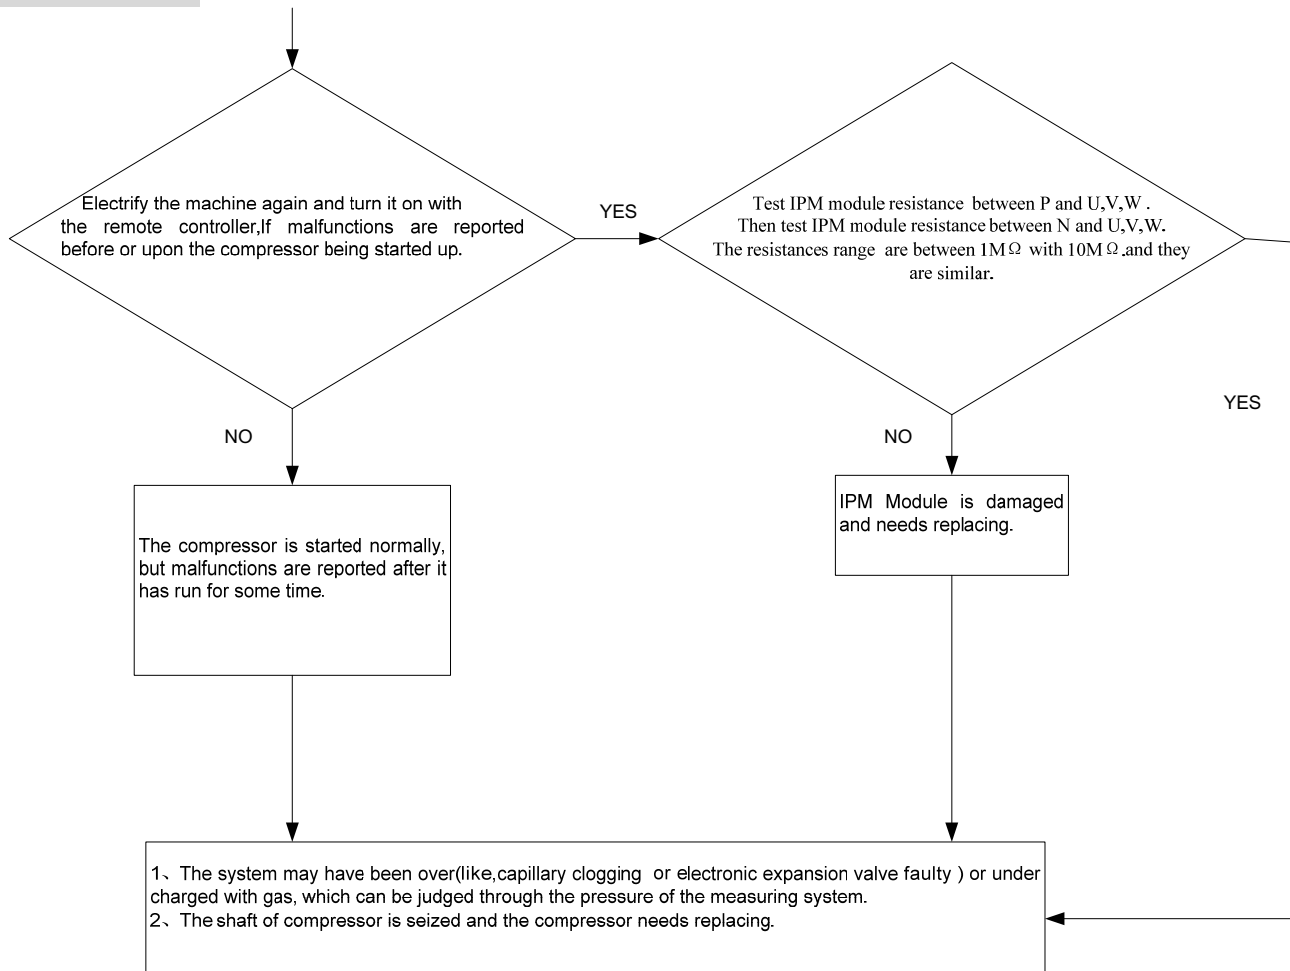 Electrify the machine again and turn it on with
the remote controller,If malfunctions are reported
before or upon the compressor being started up.
YES
Test IPM module resistance between P and U,V,W .
Then test IPM module resistance between N and U,V,W.
The resistances range are between 1MΩ with 10MΩ.and they
are similar.
YES
NO
NO
The compressor is started normally,
but malfunctions are reported after it
has run for some time.
IPM Module is damaged
and needs replacing.
1、The system may have been over(like,capillary clogging or electronic expansion valve faulty ) or under
charged with gas, which can be judged through the pressure of the measuring system.
2、The shaft of compressor is seized and the compressor needs replacing.